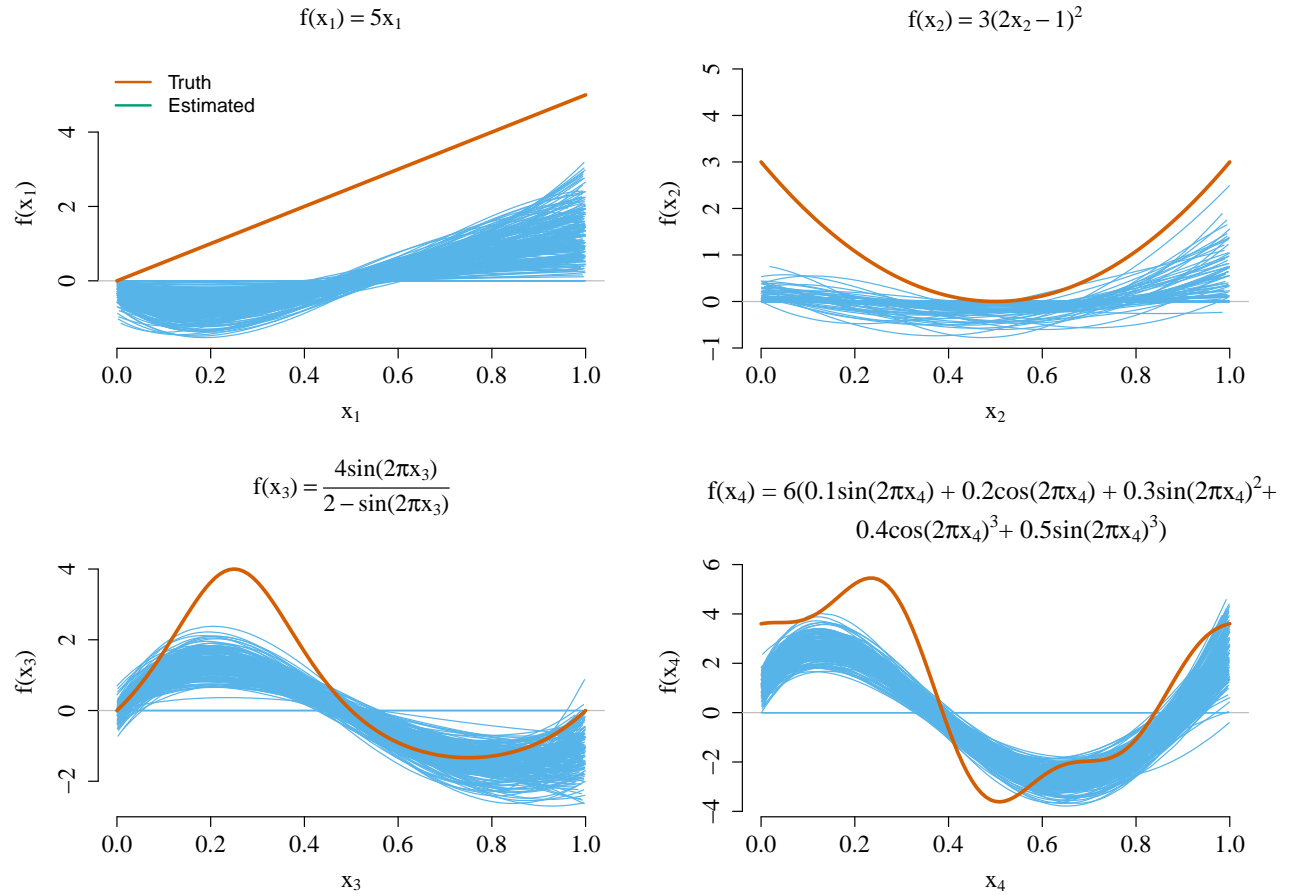 f(x₁) = 5x₁
Truth
Estimated
f(x₁)
4
2
0
0.0 0.2 0.4 0.6 0.8 1.0
x₁
f(x₂) = 3(2x₂ − 1)²
f(x₂)
5
4
3
2
1
0
−1
0.0 0.2 0.4 0.6 0.8 1.0
x₂
f(x₃) = 4sin(2πx₃) / 2 − sin(2πx₃)
f(x₃)
4
2
0
−2
0.0 0.2 0.4 0.6 0.8 1.0
x₃
f(x₄) = 6(0.1sin(2πx₄) + 0.2cos(2πx₄) + 0.3sin(2πx₄)²+
0.4cos(2πx₄)³+ 0.5sin(2πx₄)³)
f(x₄)
6
4
2
0
−2
−4
0.0 0.2 0.4 0.6 0.8 1.0
x₄